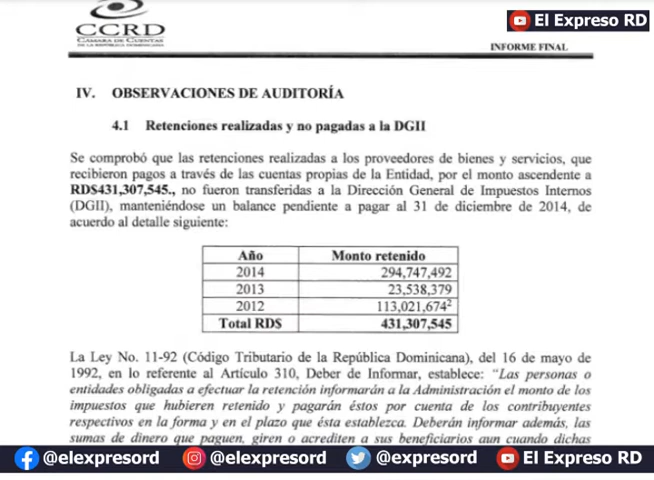 El Expreso RD
CCRD
CÁMARA DE CUENTAS
DE LA REPÚBLICA DOMINICANA
INFORME FINAL
IV. OBSERVACIONES DE AUDITORÍA
4.1 Retenciones realizadas y no pagadas a la DGII
Se comprobó que las retenciones realizadas a los proveedores de bienes y servicios, que
recibieron pagos a través de las cuentas propias de la Entidad, por el monto ascendente a
RD$431,307,545., no fueron transferidas a la Dirección General de Impuestos Internos
(DGII), manteniéndose un balance pendiente a pagar al 31 de diciembre de 2014, de
acuerdo al detalle siguiente:
Año Monto retenido
2014 294,747,492
2013 23,538,379
2012 113,021,674²
Total RD$ 431,307,545
La Ley No. 11-92 (Código Tributario de la República Dominicana), del 16 de mayo de
1992, en lo referente al Artículo 310, Deber de Informar, establece: “Las personas o
entidades obligadas a efectuar la retención informarán a la Administración el monto de los
impuestos que hubieren retenido y pagarán éstos por cuenta de los contribuyentes
respectivos en la forma y en el plazo que ésta establezca. Deberán informar además, las
sumas de dinero que paguen, giren o acrediten a sus beneficiarios aun cuando dichas
@elexpresord @elexpresord @expresord El Expreso RD